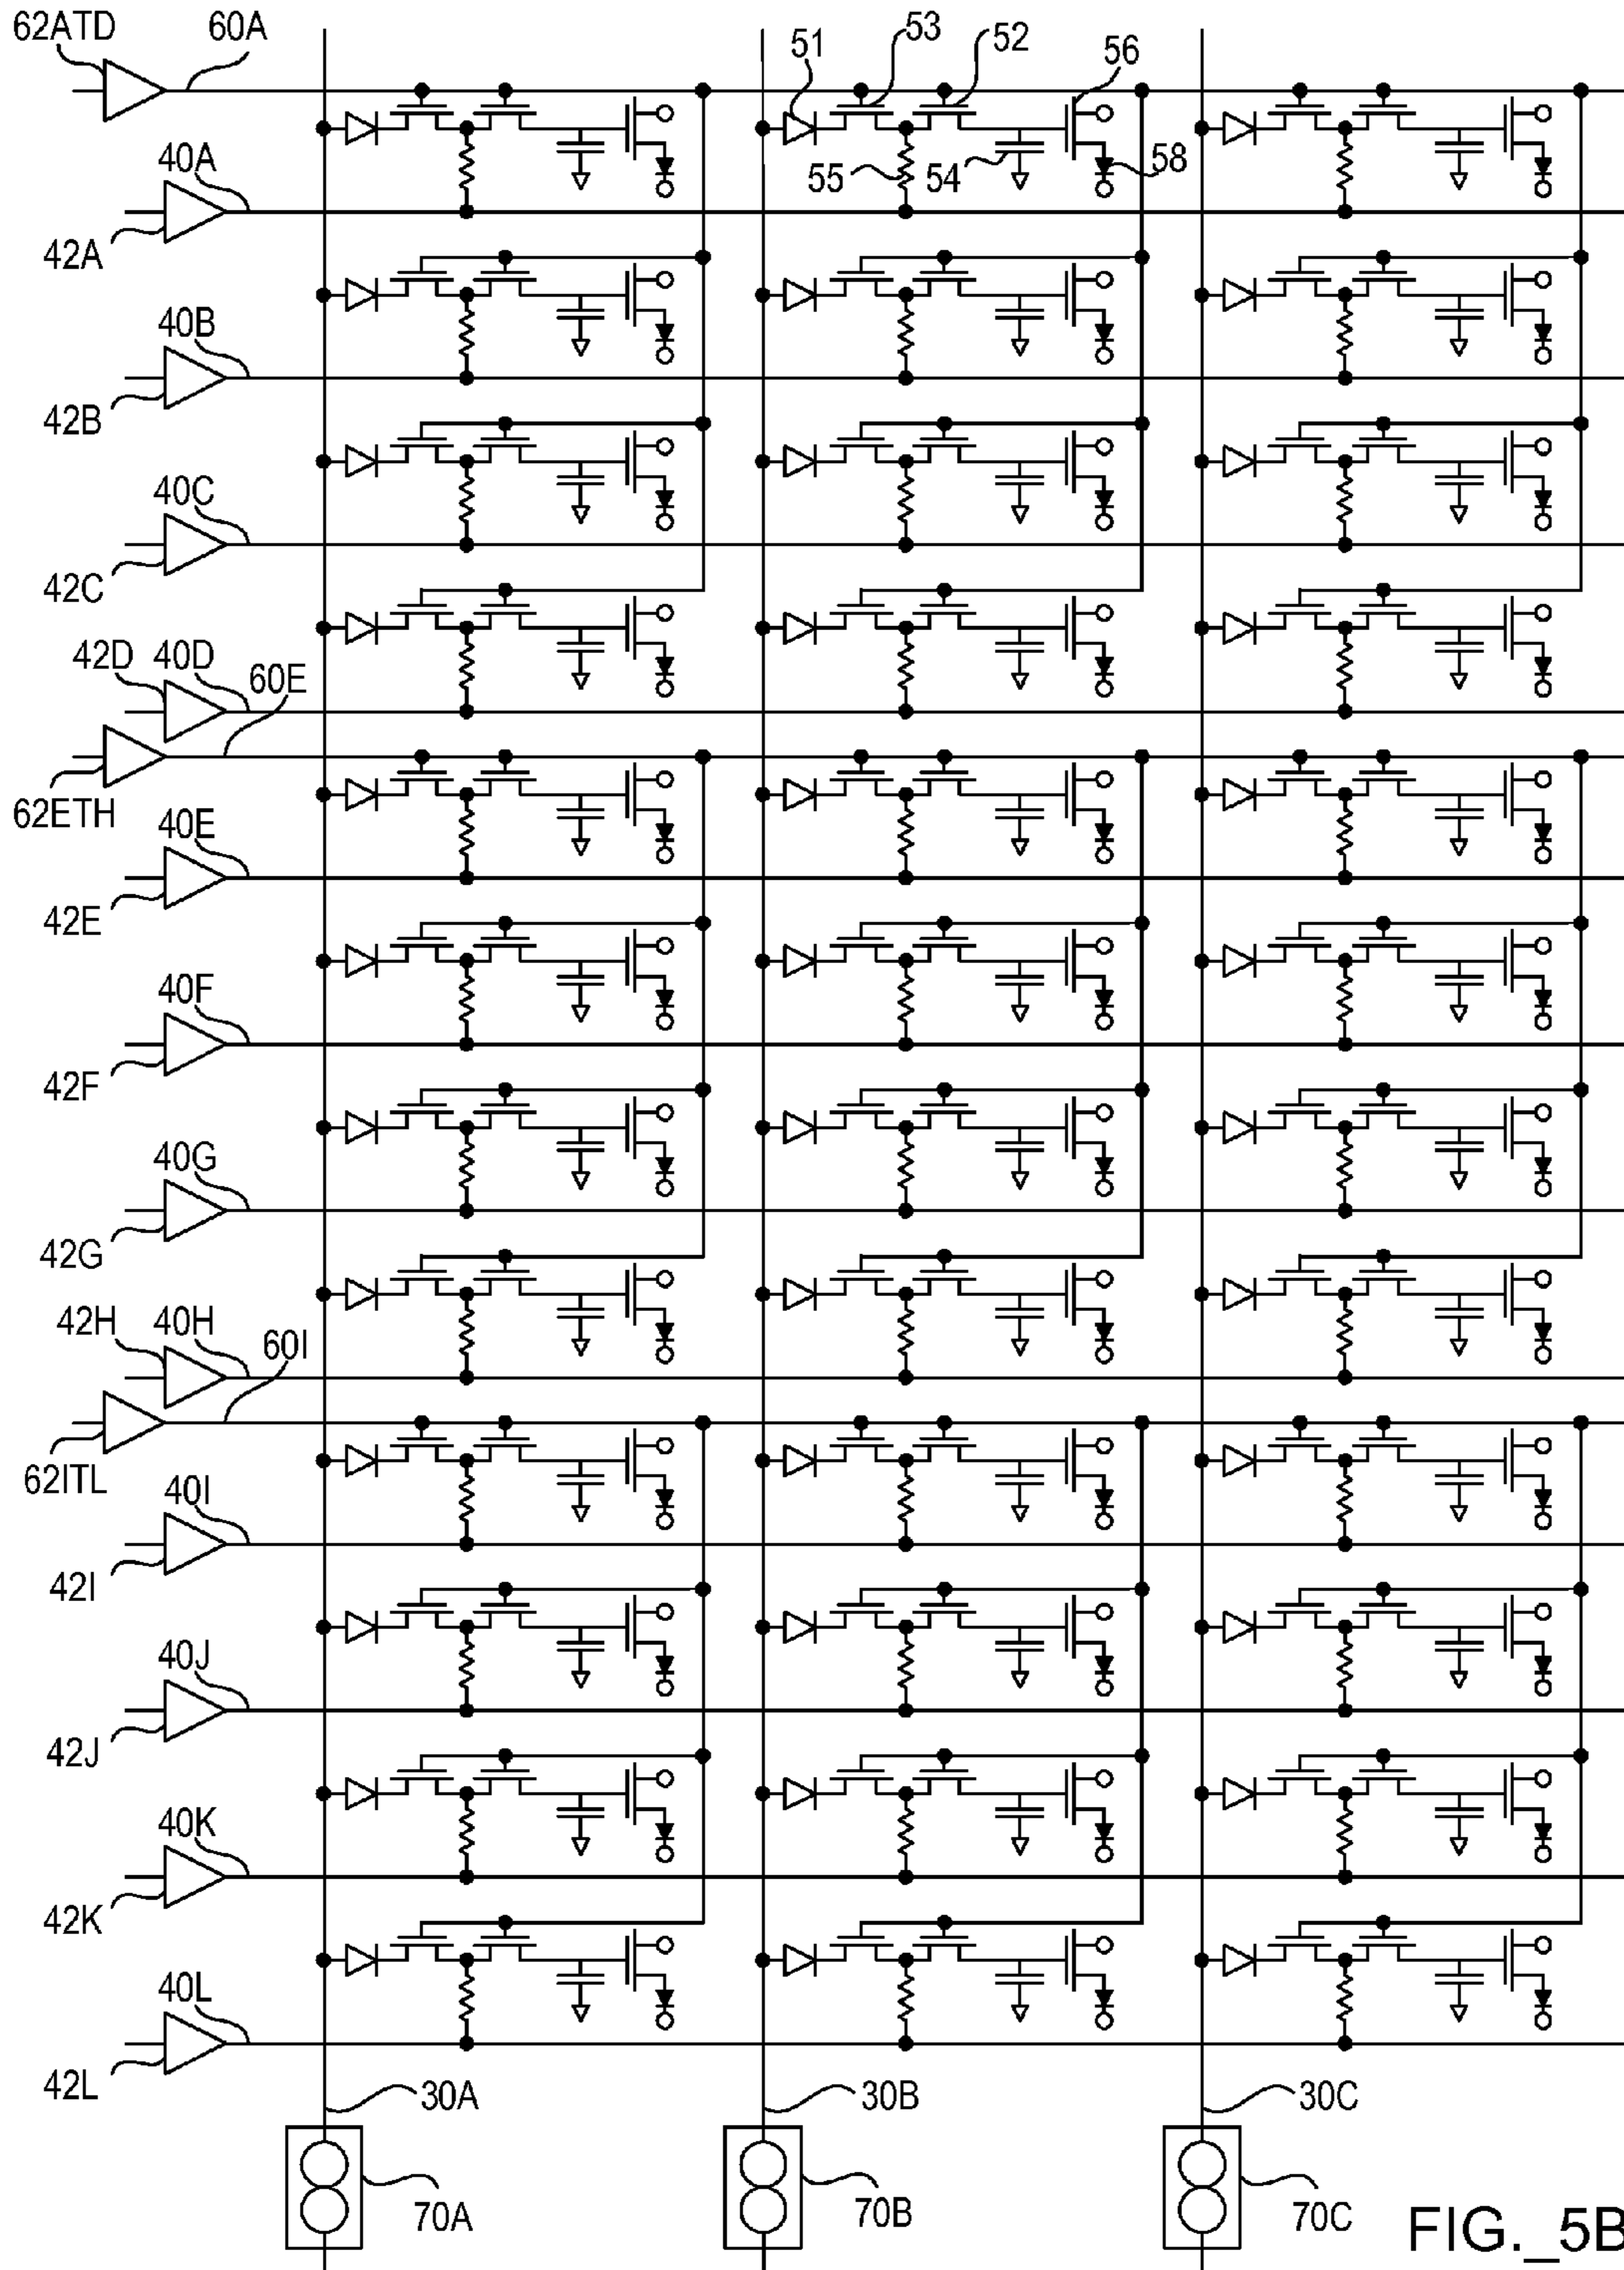 62ATD 60A 51 53 52 56
40A 55 54 58
42A
40B
42B
40C
42C
42D 40D 60E
62ETH 40E
42E
40F
42F
40G
42G
42H 40H 60I
62ITL 40I
42I
40J
42J
40K
42K
40L
42L 30A 30B 30C
70A 70B 70C FIG._5B